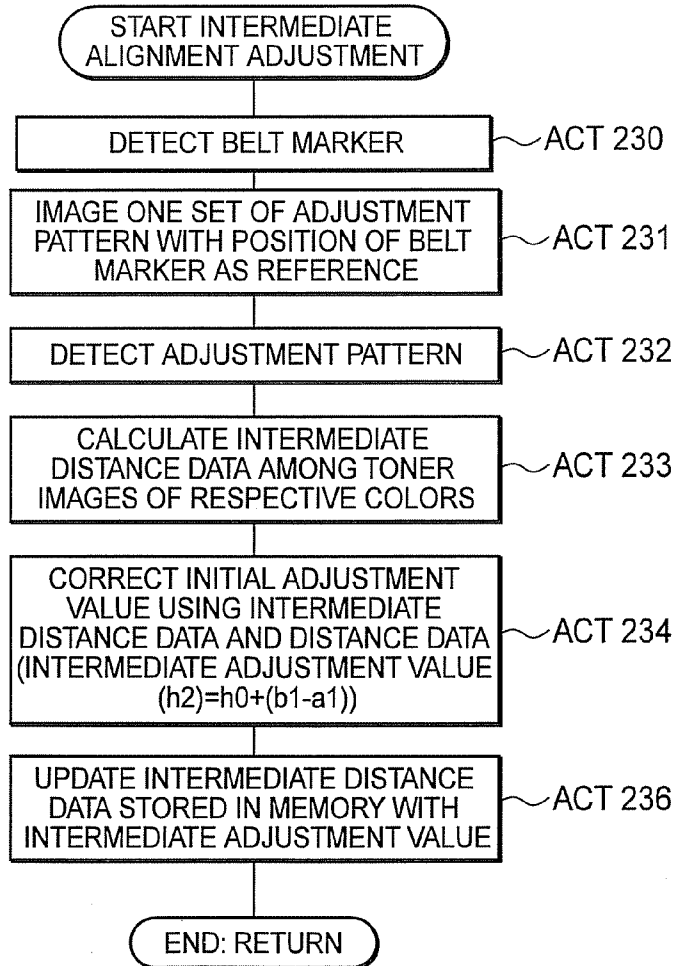 START INTERMEDIATE
ALIGNMENT ADJUSTMENT
DETECT BELT MARKER
ACT 230
IMAGE ONE SET OF ADJUSTMENT
PATTERN WITH POSITION OF BELT
MARKER AS REFERENCE
ACT 231
DETECT ADJUSTMENT PATTERN
ACT 232
CALCULATE INTERMEDIATE
DISTANCE DATA AMONG TONER
IMAGES OF RESPECTIVE COLORS
ACT 233
CORRECT INITIAL ADJUSTMENT
VALUE USING INTERMEDIATE
DISTANCE DATA AND DISTANCE DATA
(INTERMEDIATE ADJUSTMENT VALUE
(h2)=h0+(b1-a1))
ACT 234
UPDATE INTERMEDIATE DISTANCE
DATA STORED IN MEMORY WITH
INTERMEDIATE ADJUSTMENT VALUE
ACT 236
END: RETURN